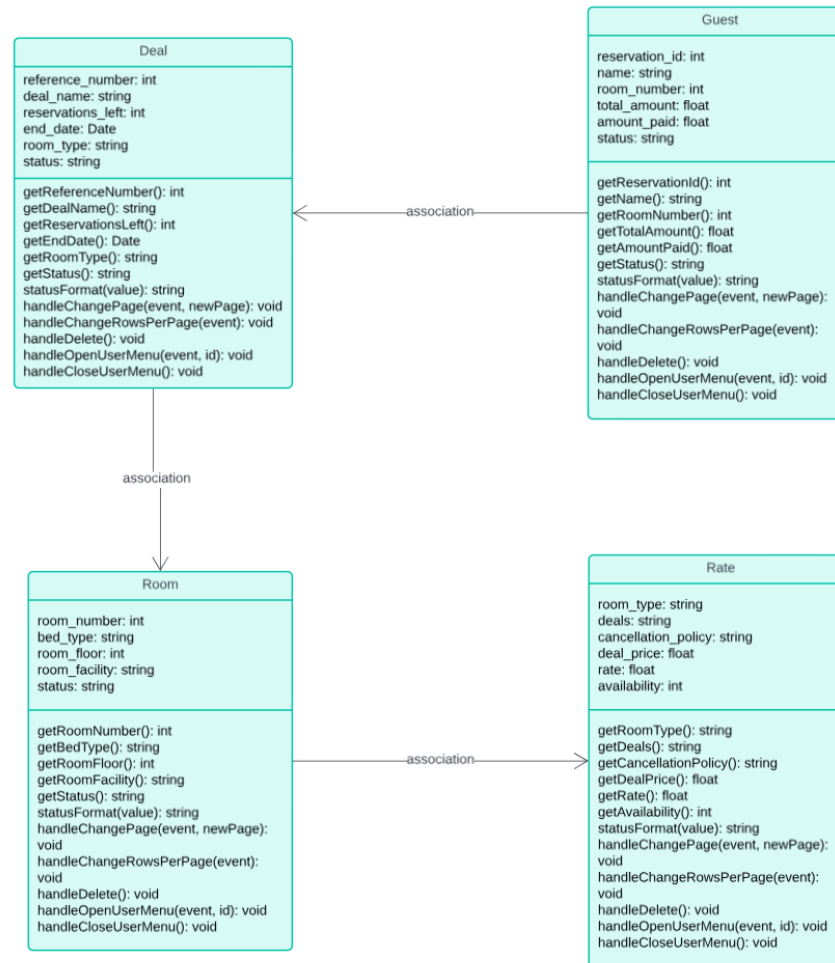 Deal
reference_number: int
deal_name: string
reservations_left: int
end_date: Date
room_type: string
status: string
getReferenceNumber(): int
getDealName(): string
getReservationsLeft(): int
getEndDate(): Date
getRoomType(): string
getStatus(): string
statusFormat(value): string
handleChangePage(event, newPage): void
handleChangeRowsPerPage(event): void
handleDelete(): void
handleOpenUserMenu(event, id): void
handleCloseUserMenu(): void
association
Guest
reservation_id: int
name: string
room_number: int
total_amount: float
amount_paid: float
status: string
getReservationId(): int
getName(): string
getRoomNumber(): int
getTotalAmount(): float
getAmountPaid(): float
getStatus(): string
statusFormat(value): string
handleChangePage(event, newPage):
void
handleChangeRowsPerPage(event):
void
handleDelete(): void
handleOpenUserMenu(event, id): void
handleCloseUserMenu(): void
association
Room
room_number: int
bed_type: string
room_floor: int
room_facility: string
status: string
getRoomNumber(): int
getBedType(): string
getRoomFloor(): int
getRoomFacility(): string
getStatus(): string
statusFormat(value): string
handleChangePage(event, newPage):
void
handleChangeRowsPerPage(event):
void
handleDelete(): void
handleOpenUserMenu(event, id): void
handleCloseUserMenu(): void
association
Rate
room_type: string
deals: string
cancellation_policy: string
deal_price: float
rate: float
availability: int
getRoomType(): string
getDeals(): string
getCancellationPolicy(): string
getDealPrice(): float
getRate(): float
getAvailability(): int
statusFormat(value): string
handleChangePage(event, newPage):
void
handleChangeRowsPerPage(event):
void
handleDelete(): void
handleOpenUserMenu(event, id): void
handleCloseUserMenu(): void